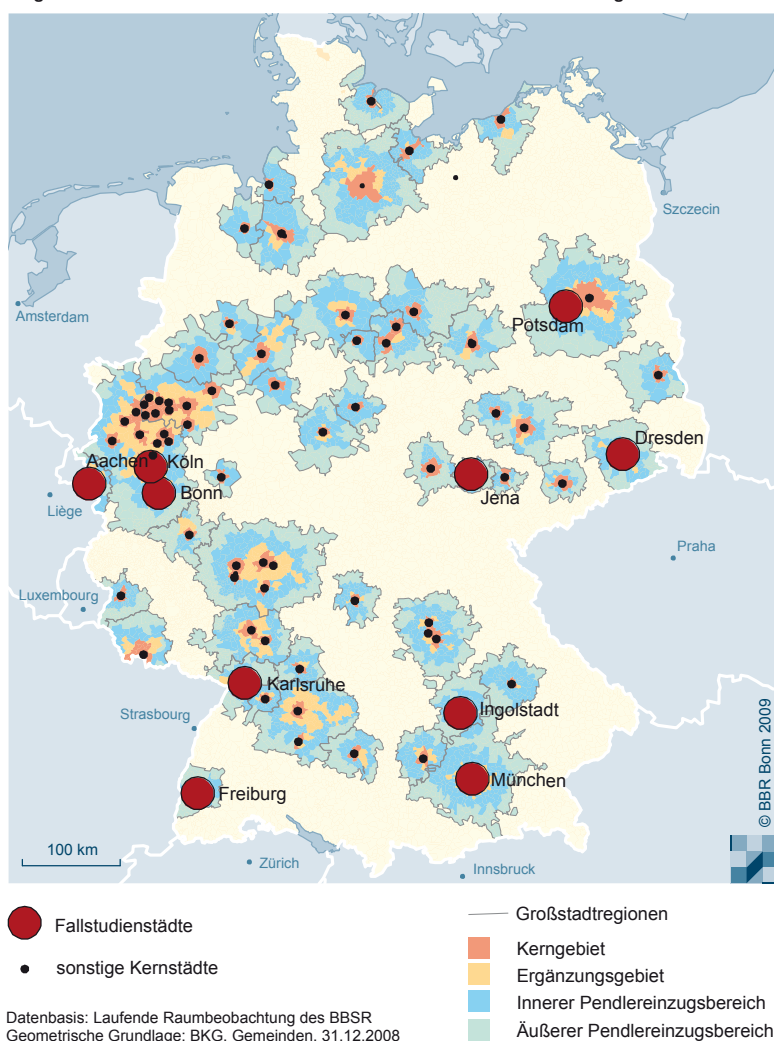 Szczecin
Amsterdam
Potsdam
Dresden
Aachen
Köln
Bonn
Jena
Liège
Praha
Luxembourg
Karlsruhe
Ingolstadt
Strasbourg
München
Freiburg
100 km
Zürich
Innsbruck
© BBR Bonn 2009
Fallstudienstädte
sonstige Kernstädte
Großstadtregionen
Kerngebiet
Ergänzungsgebiet
Innerer Pendlereinzugsbereich
Äußerer Pendlereinzugsbereich
Datenbasis: Laufende Raumbeobachtung des BBSR
Geometrische Grundlage: BKG, Gemeinden, 31.12.2008